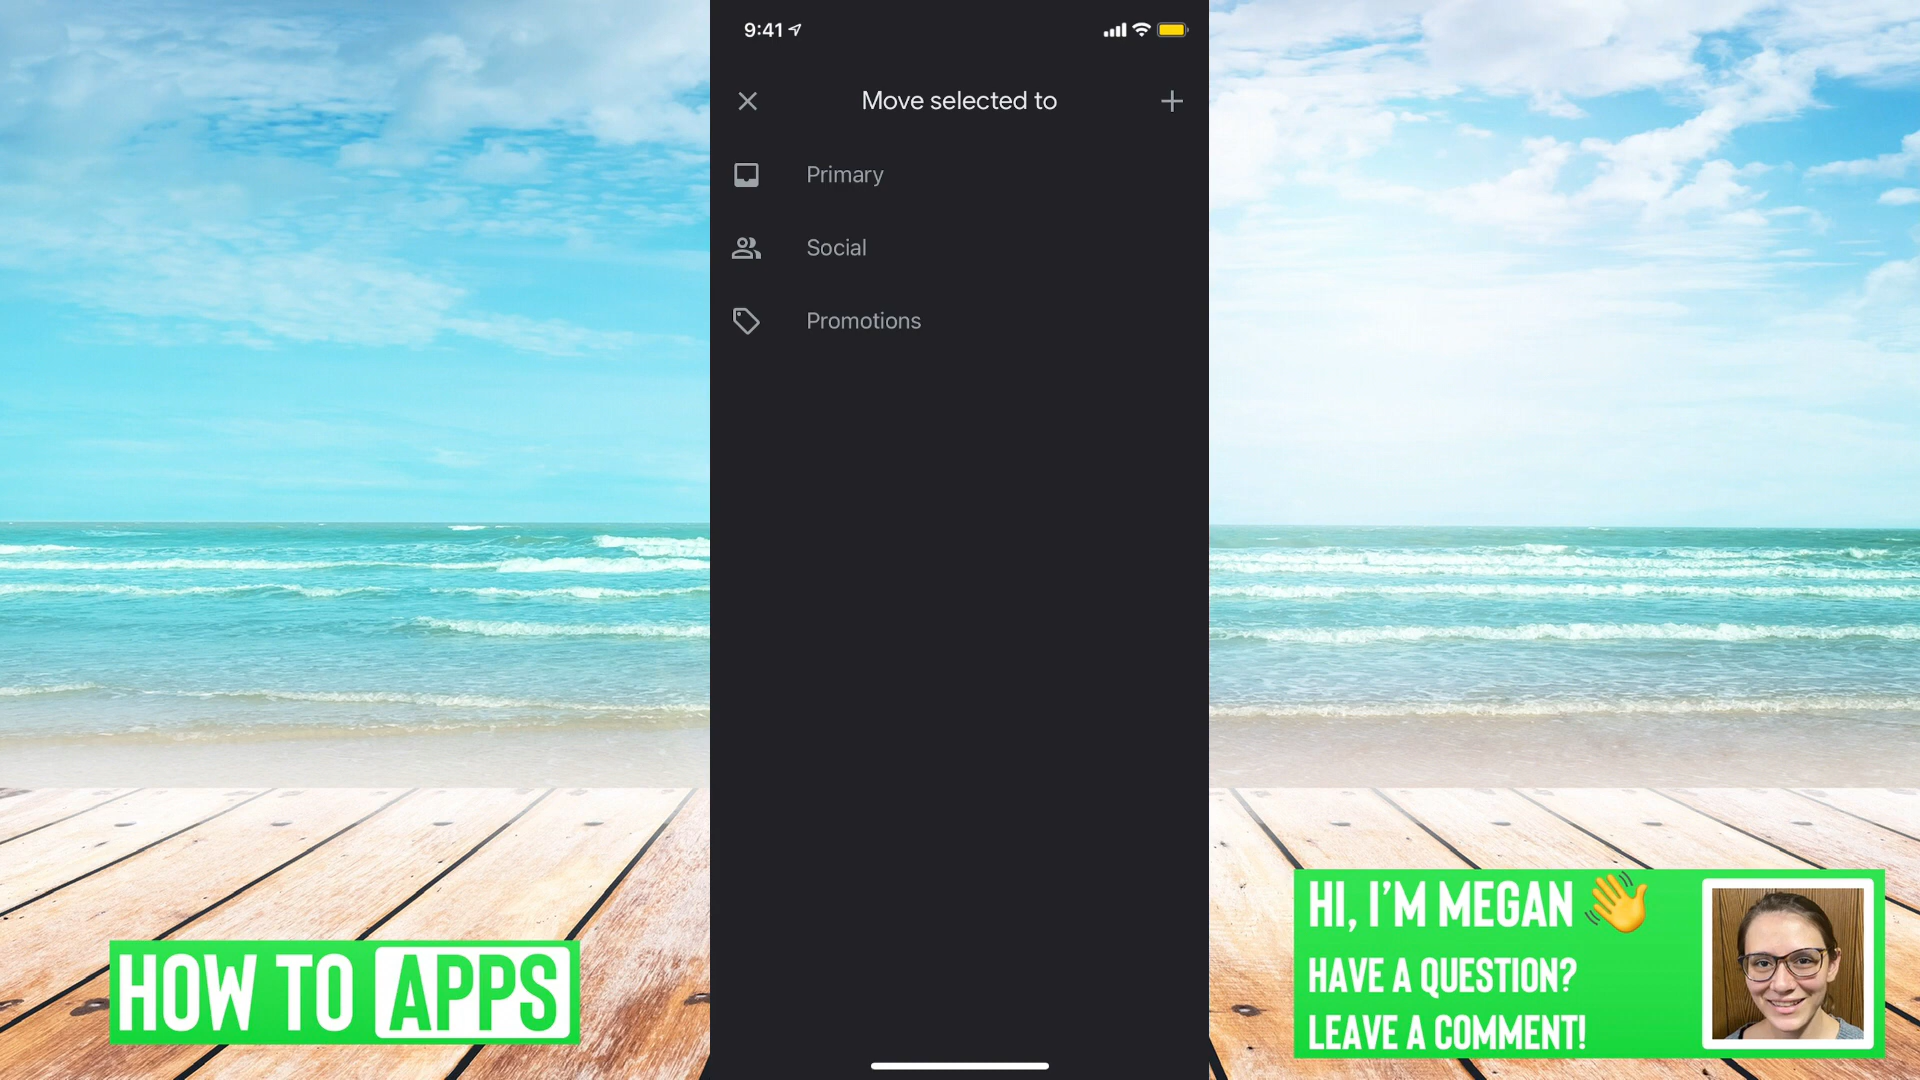 9:41
Move selected to
Primary
Social
Promotions
HOW TO APPS
HI, I'M MEGAN 👋
HAVE A QUESTION?
LEAVE A COMMENT!